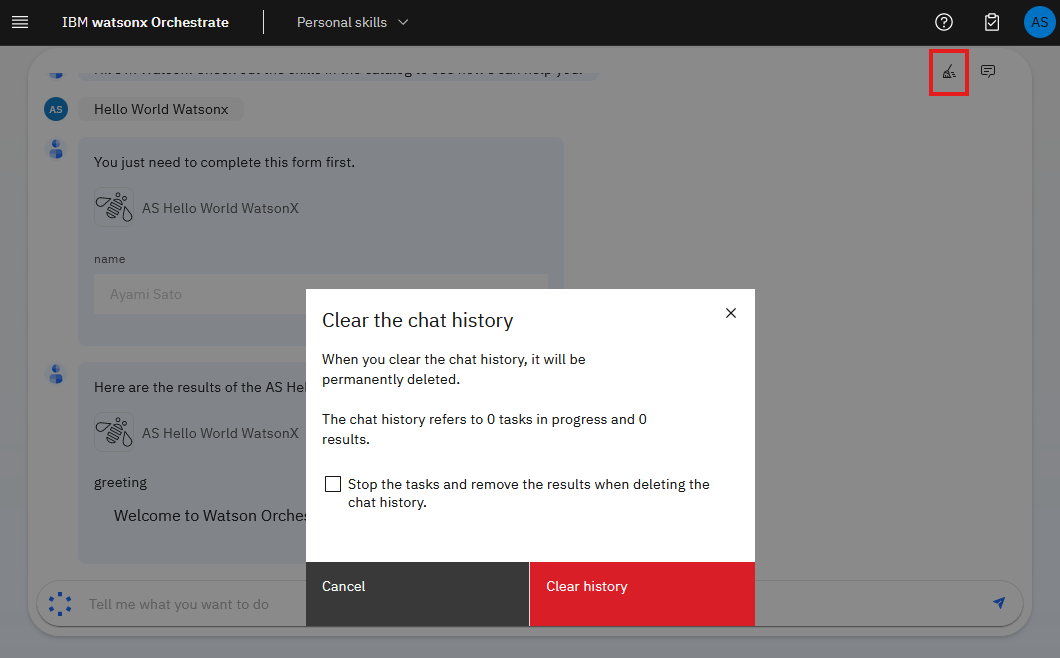 IBM watsonx Orchestrate
Personal skills
AS
AS
Hello World Watsonx
You just need to complete this form first.
AS Hello World WatsonX
name
Ayami Sato
Here are the results of the AS He
AS Hello World WatsonX
greeting
Welcome to Watson Orches
Clear the chat history
When you clear the chat history, it will be
permanently deleted.
The chat history refers to 0 tasks in progress and 0
results.
Stop the tasks and remove the results when deleting the
chat history.
Cancel
Clear history
Tell me what you want to do